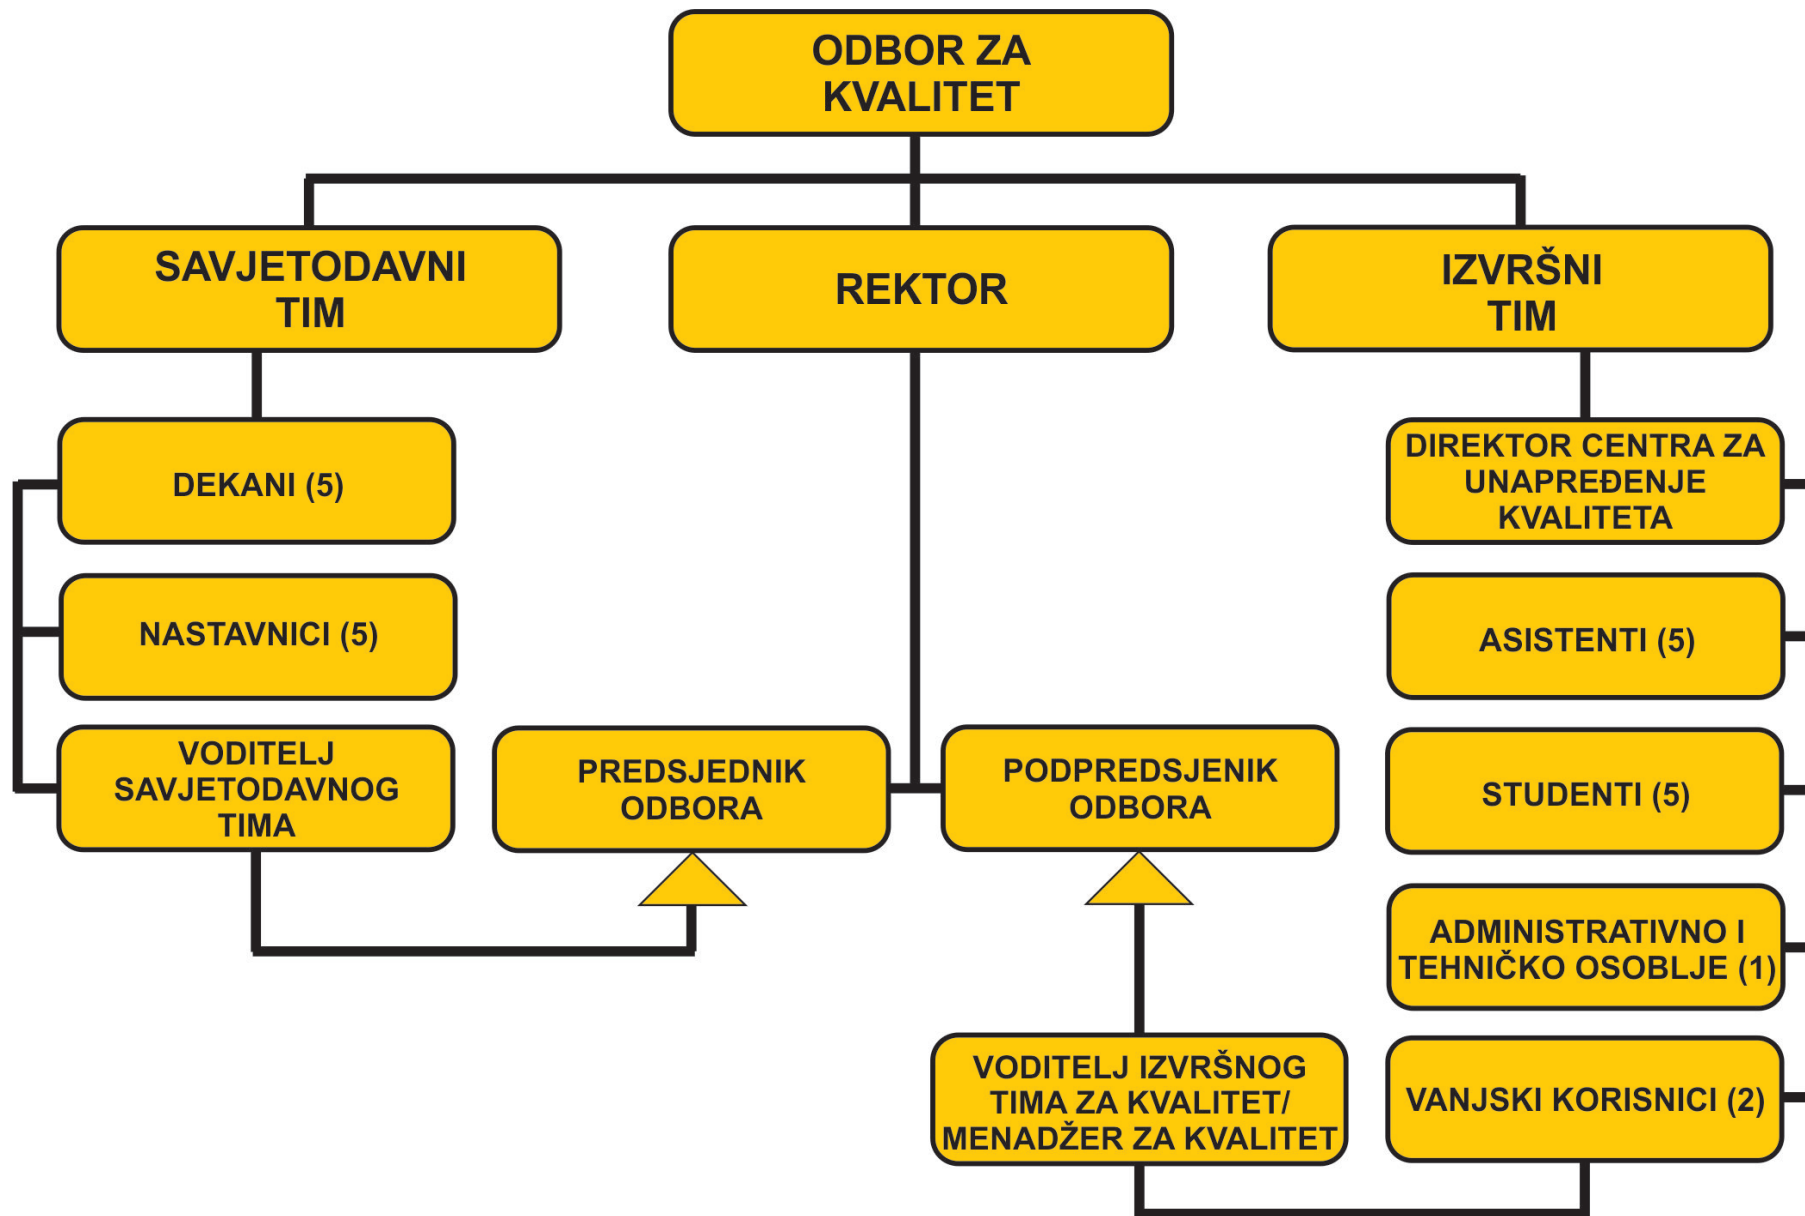 ODBOR ZA
KVALITET
SAVJETODAVNI
TIM
REKTOR
IZVRŠNI
TIM
DEKANI (5)
NASTAVNICI (5)
VODITELJ
SAVJETODAVNOG
TIMA
PREDSJEDNIK
ODBORA
PODPREDSJENIK
ODBORA
DIREKTOR CENTRA ZA
UNAPREĐENJE
KVALITETA
ASISTENTI (5)
STUDENTI (5)
ADMINISTRATIVNO I
TEHNIČKO OSOBLJE (1)
VANJSKI KORISNICI (2)
VODITELJ IZVRŠNOG
TIMA ZA KVALITET/
MENADŽER ZA KVALITET